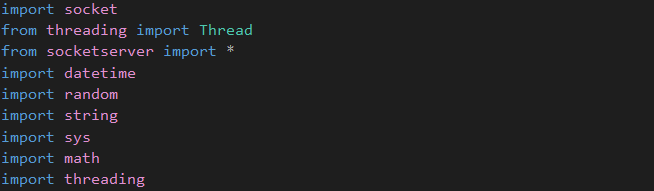 import socket
from threading import Thread
from socketserver import *
import datetime
import random
import string
import sys
import math
import threading